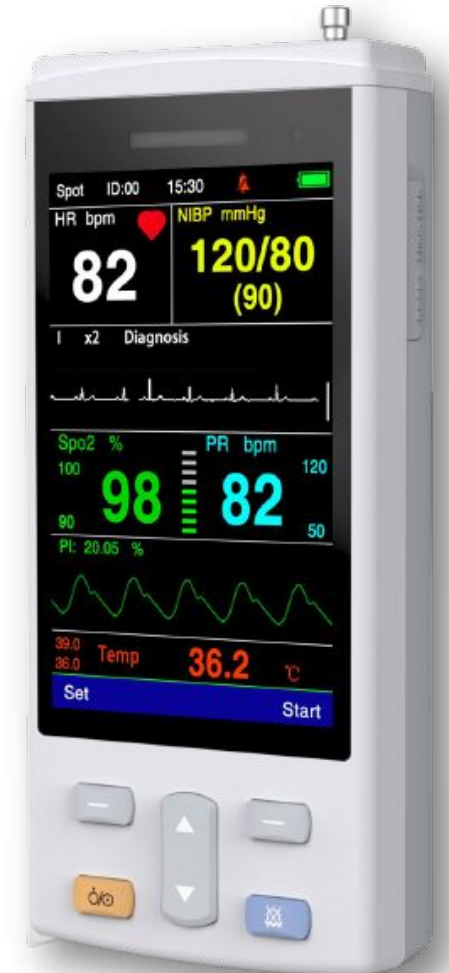 Spot ID:00 15:30
HR bpm
82
NIBP mmHg
120/80
(90)
I x2 Diagnosis
Spo2 %
100
90
98
PR bpm
82
120
50
PI: 20.05 %
39.0
36.0
Temp
36.2
℃
Set
Start